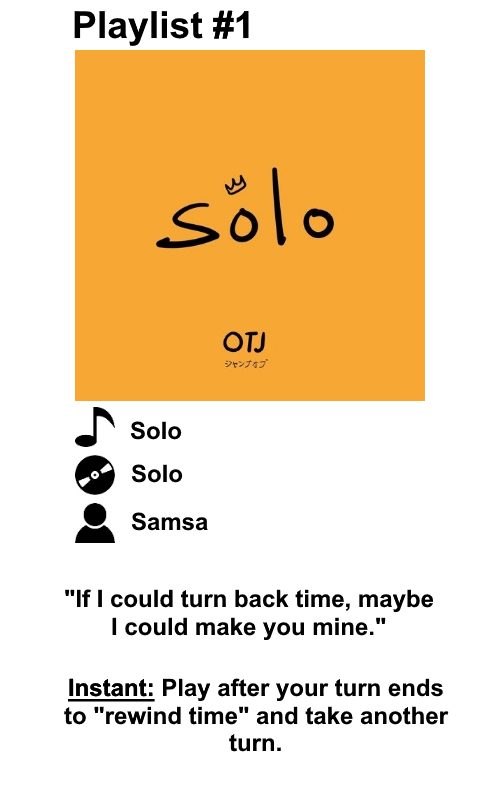 Playlist #1
solo
OTJ
ジャンプオフ
Solo
Solo
Samsa
"If I could turn back time, maybe
I could make you mine."
Instant: Play after your turn ends
to "rewind time" and take another
turn.